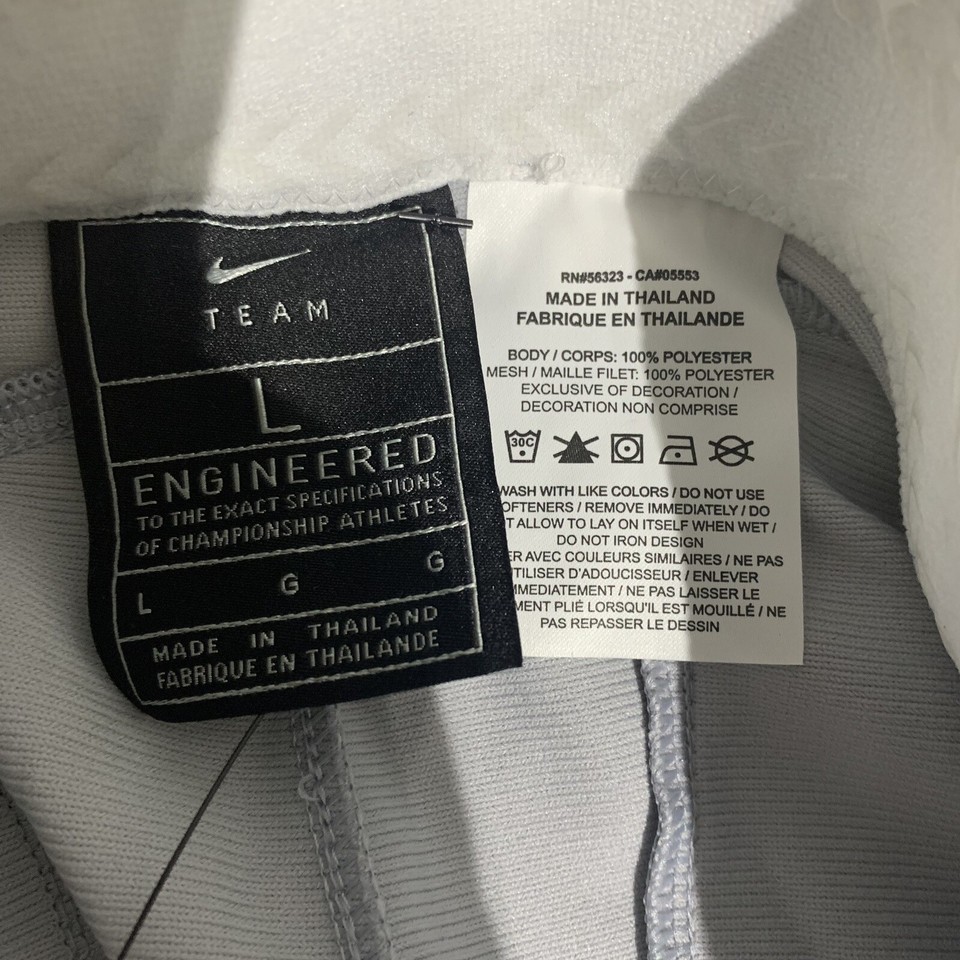 TEAM
L
ENGINEERED
TO THE EXACT SPECIFICATIONS
OF CHAMPIONSHIP ATHLETES
L G G
MADE IN THAILAND
FABRIQUE EN THAILANDE
RN#56323 - CA#05553
MADE IN THAILAND
FABRIQUE EN THAILANDE
BODY / CORPS: 100% POLYESTER
MESH / MAILLE FILET: 100% POLYESTER
EXCLUSIVE OF DECORATION /
DECORATION NON COMPRISE
30C
WASH WITH LIKE COLORS / DO NOT USE
OFTENERS / REMOVE IMMEDIATELY / DO
T ALLOW TO LAY ON ITSELF WHEN WET /
DO NOT IRON DESIGN
ER AVEC COULEURS SIMILAIRES / NE PAS
UTILISER D'ADOUCISSEUR / ENLEVER
MMEDIATEMENT / NE PAS LAISSER LE
MENT PLIÉ LORSQU'IL EST MOUILLÉ / NE
PAS REPASSER LE DESSIN